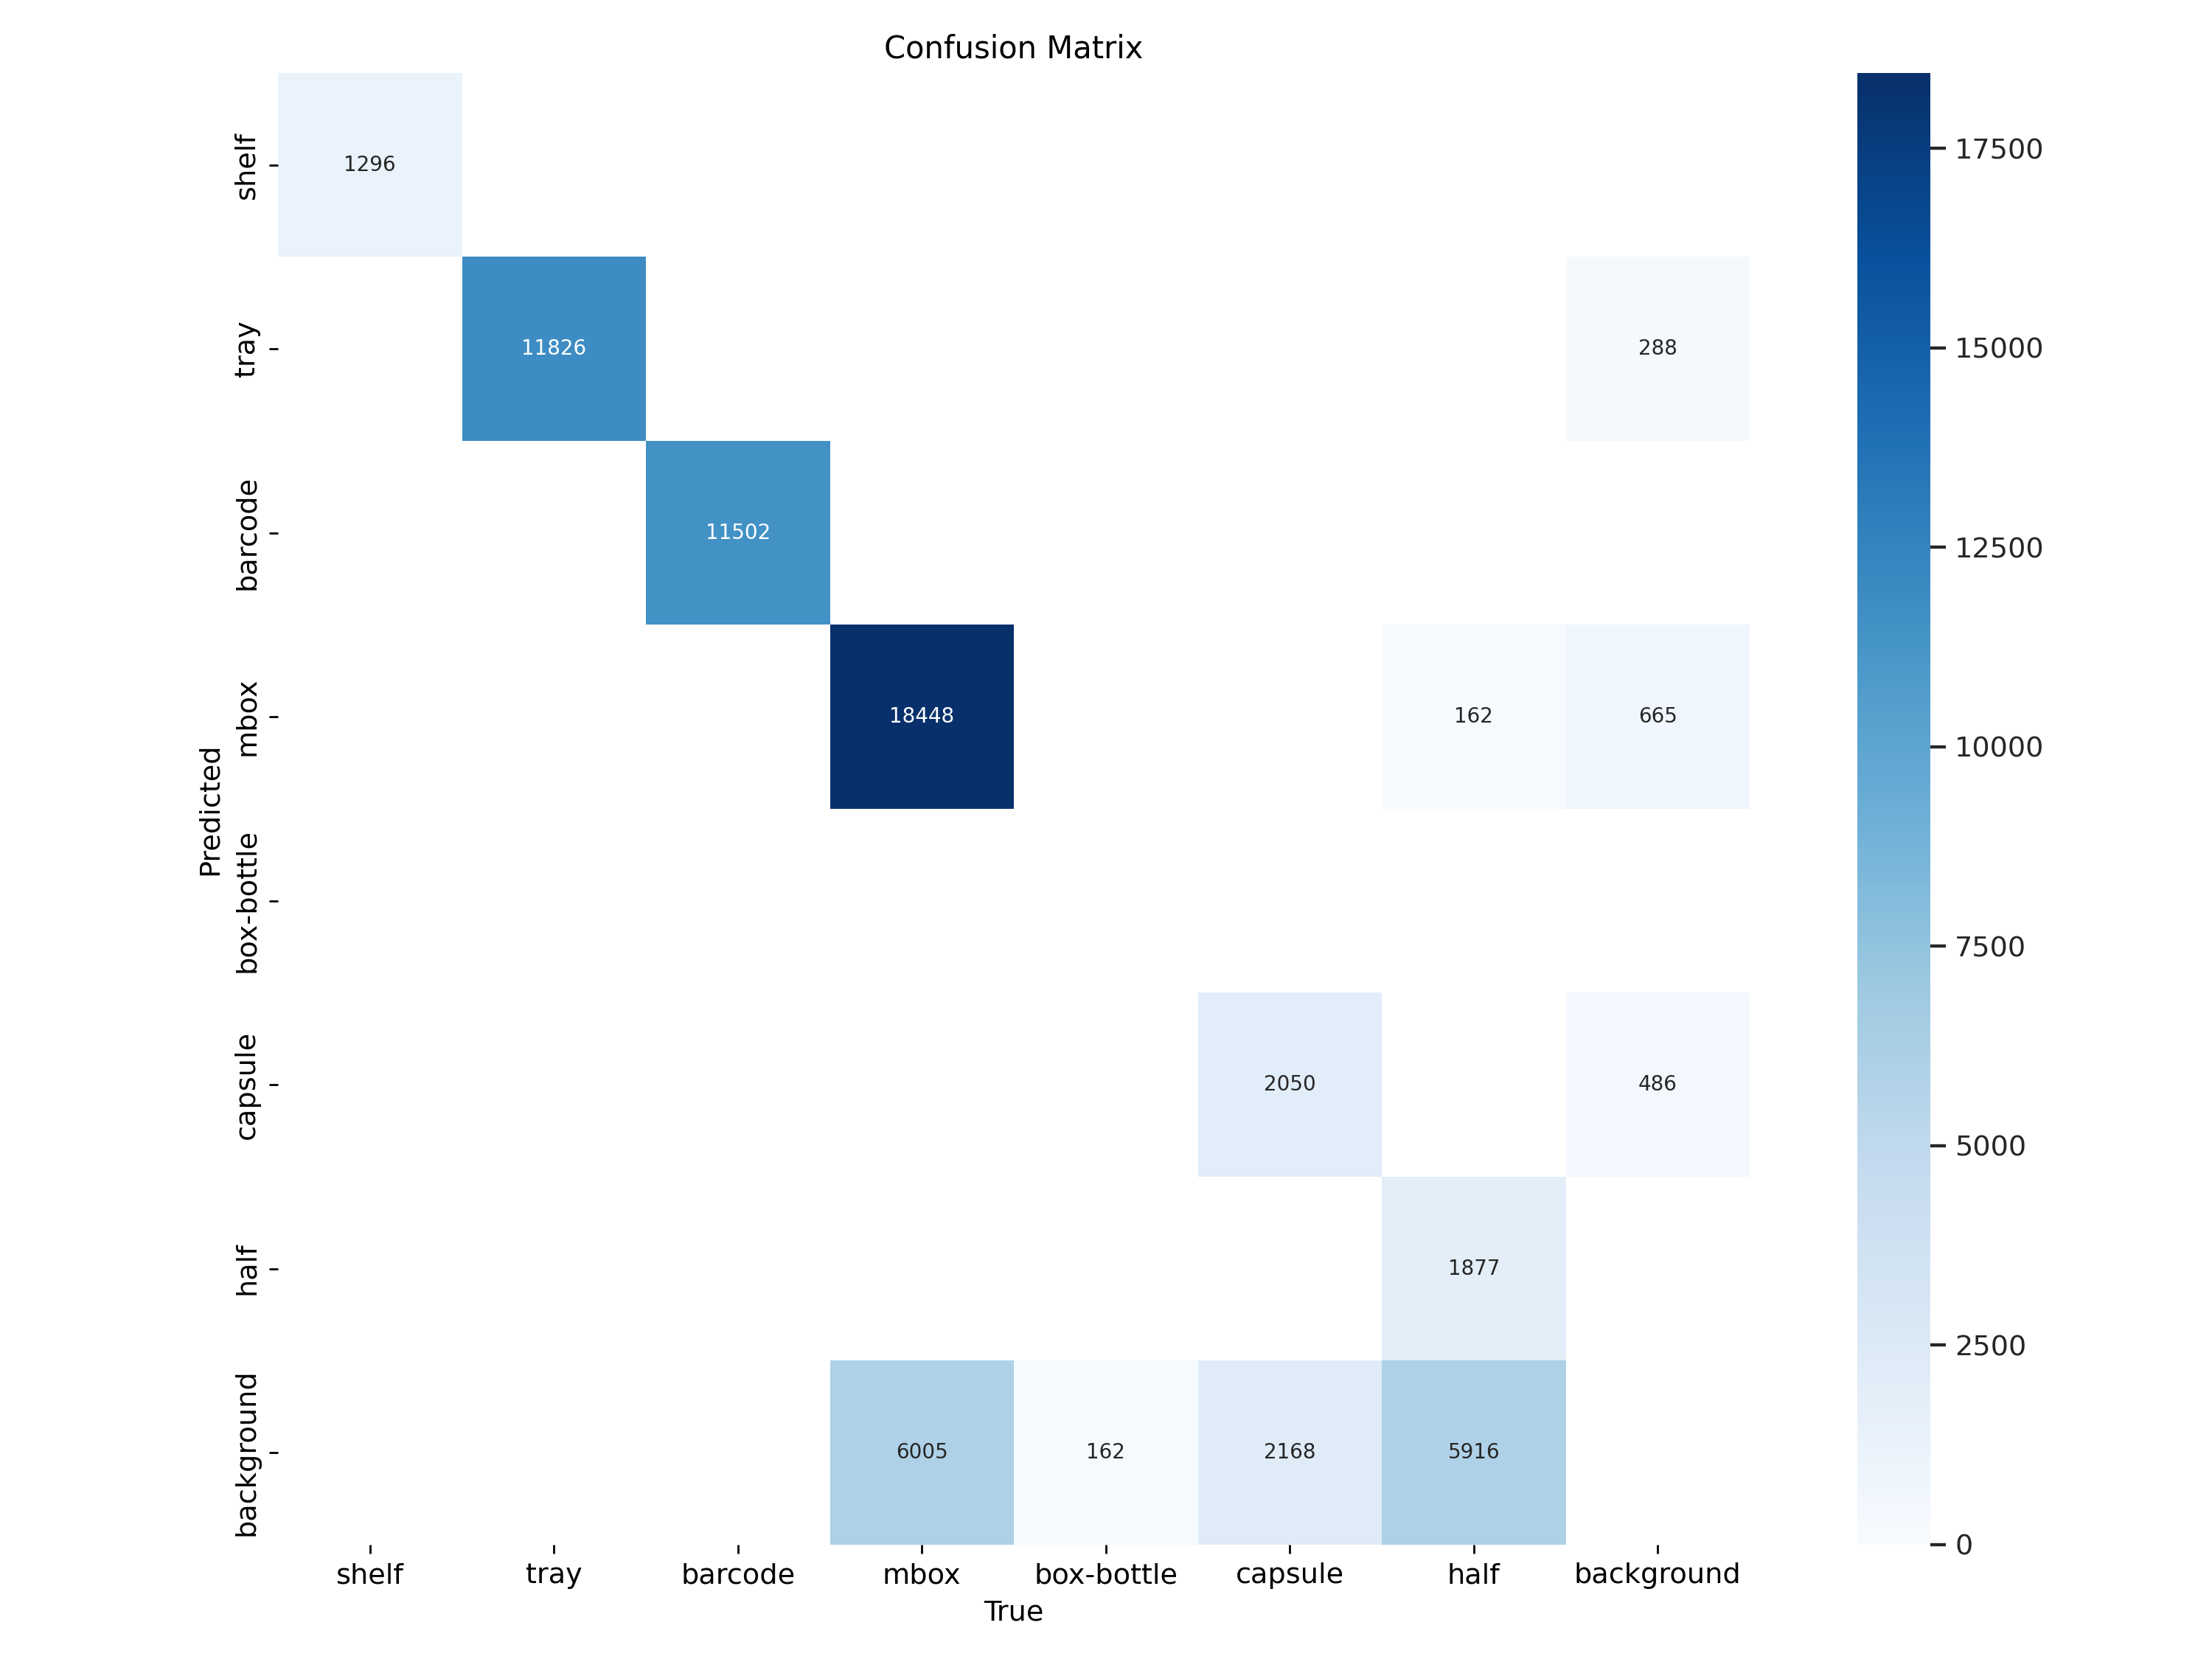 Confusion Matrix
shelf
1296
tray
11826
288
barcode
11502
mbox
18448
162
665
box-bottle
capsule
2050
486
half
1877
background
6005
162
2168
5916
Predicted
shelf
tray
barcode
mbox
box-bottle
capsule
half
background
True
17500
15000
12500
10000
7500
5000
2500
0